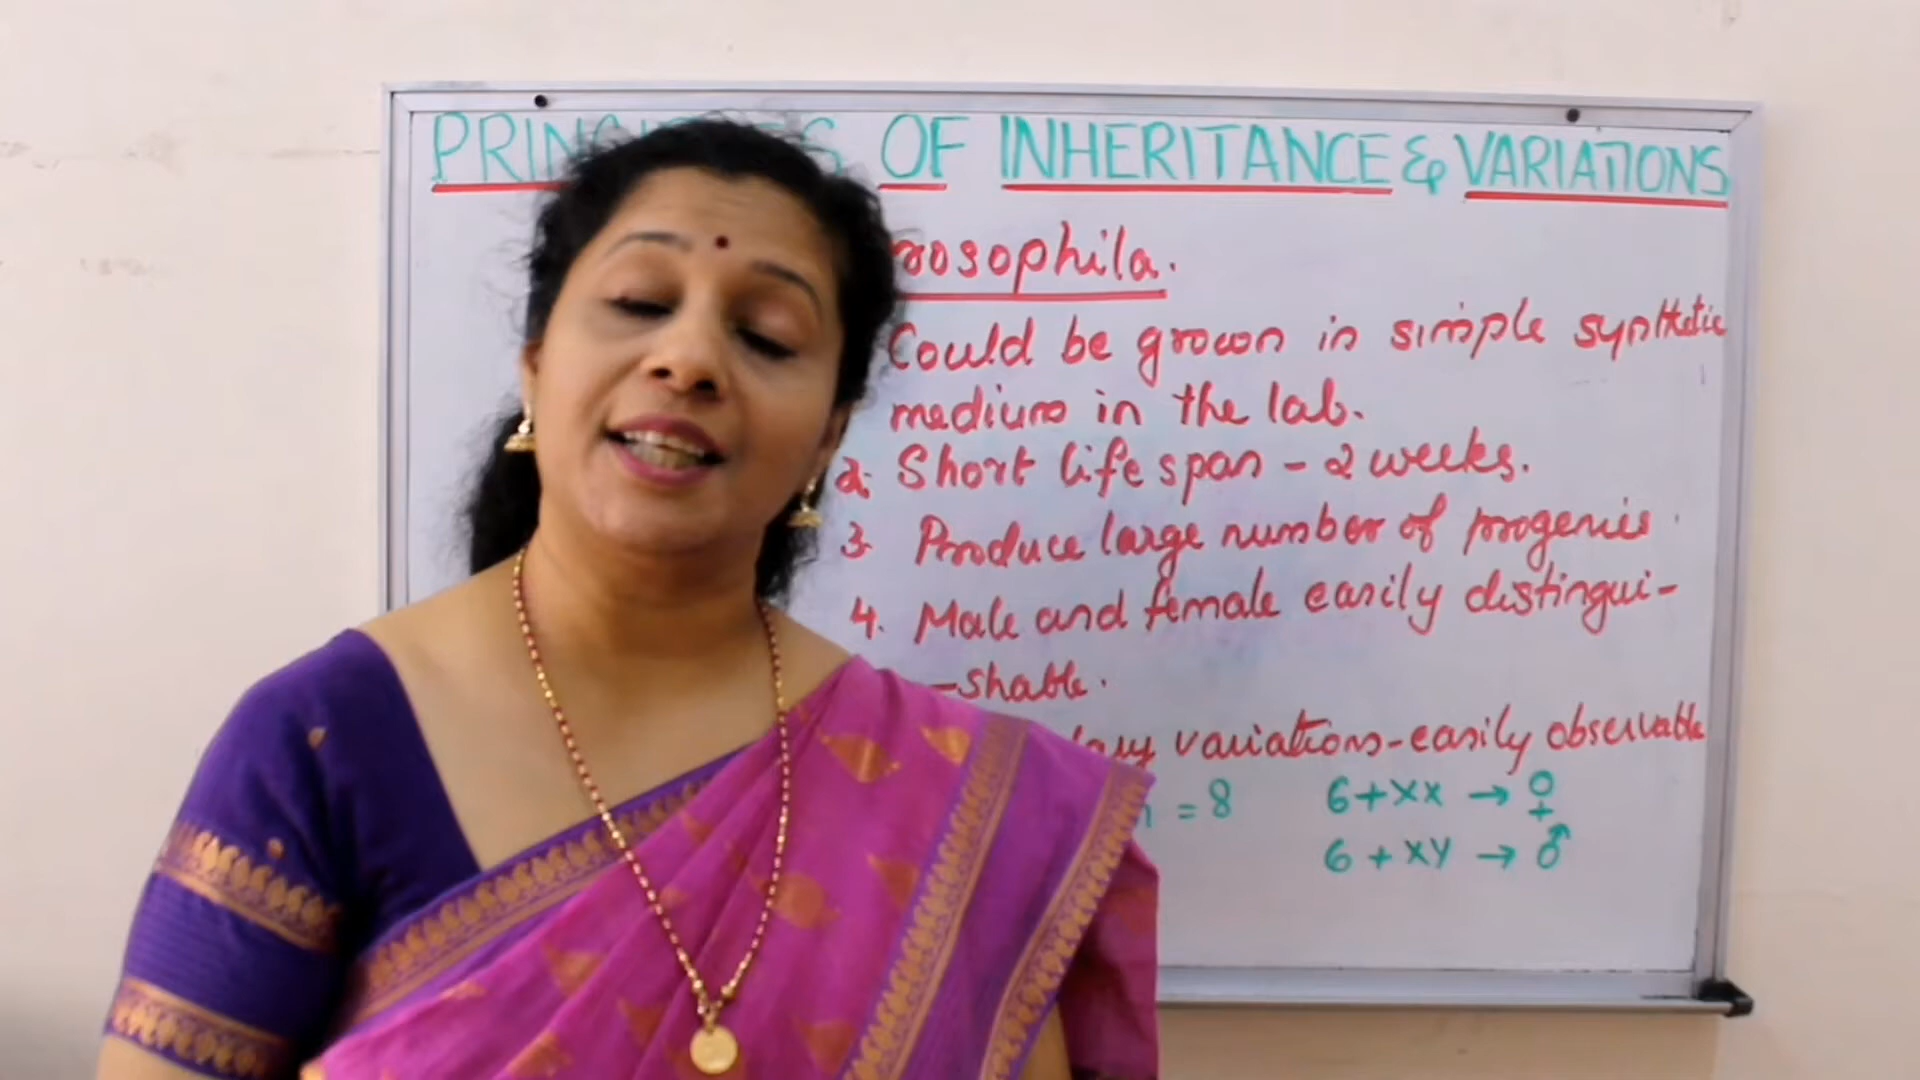 OF INHERITANCE & VARIATIONS
rosophila.
Could be grown in simple synthetic
medium in the lab.
2. Short life span - 2 weeks.
3. Produce large number of progenies.
4. Male and female easily distingui-
-shable.
variations-easily observable
= 8 6+XX → ♀
6 + XY → ♂